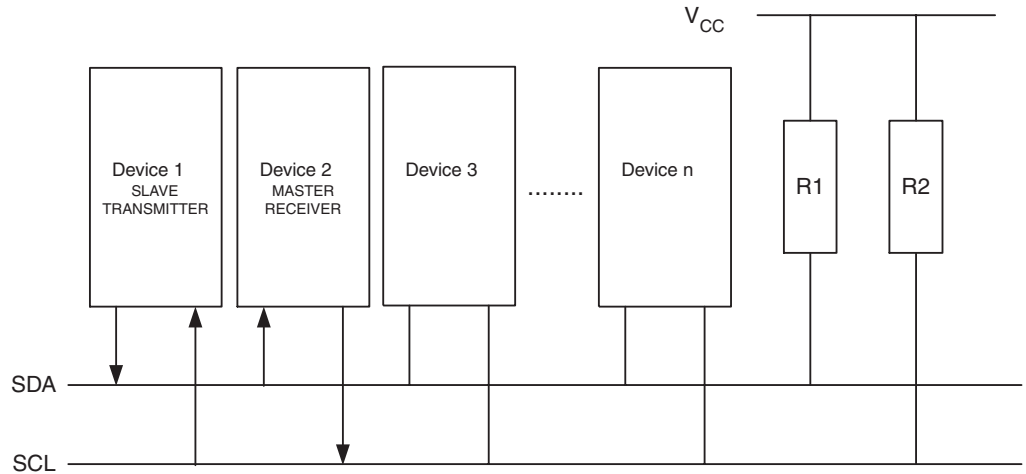 V CC
Device 1
SLAVE
TRANSMITTER
Device 2
MASTER
RECEIVER
Device 3
........
Device n
R1
R2
SDA
SCL